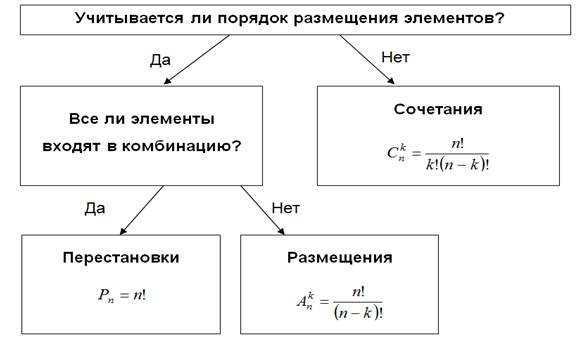 Учитывается ли порядок размещения элементов?
Да
Нет
Все ли элементы
входят в комбинацию?
Сочетания
C_n^k = n! / k!(n − k)!
Да
Нет
Перестановки
P_n = n!
Размещения
A_n^k = n! / (n − k)!